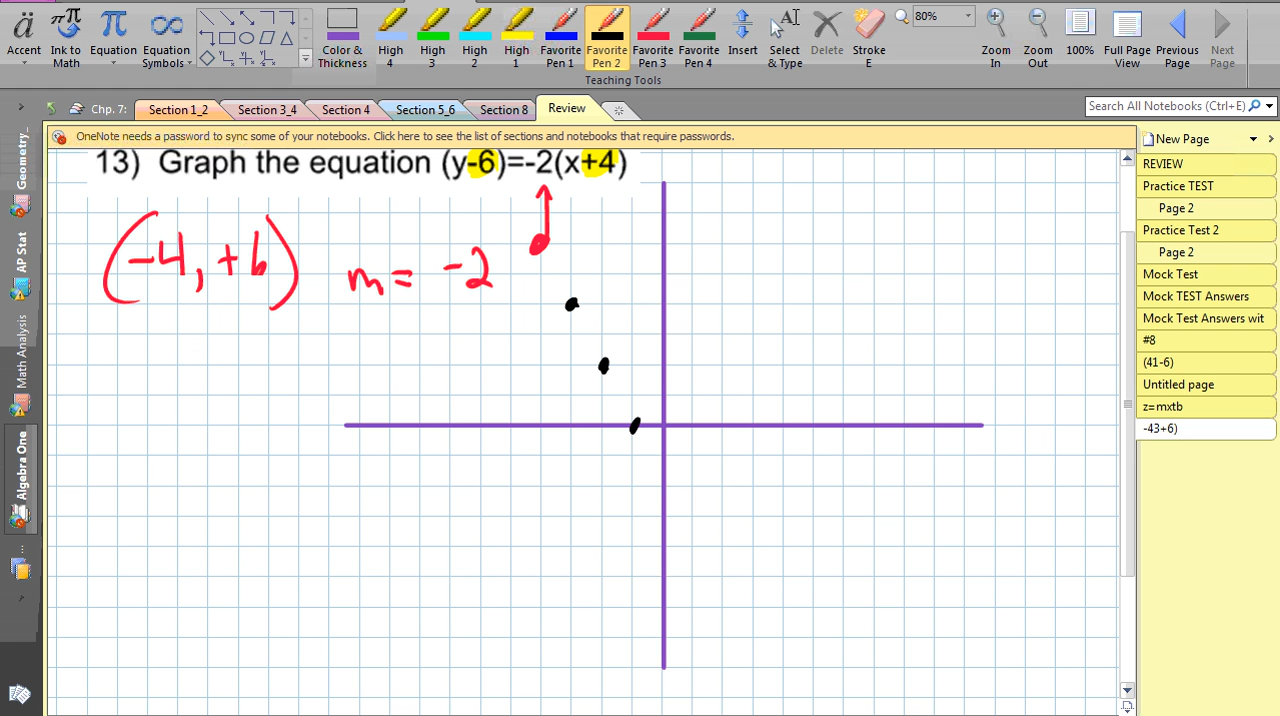 Accent
Ink to Math
Equation
Equation Symbols
Color & Thickness
High 4
High 3
High 2
High 1
Favorite Pen 1
Favorite Pen 2
Favorite Pen 3
Favorite Pen 4
Insert
Select & Type
Delete
Stroke
80%
Zoom In
Zoom Out
100%
Full Page View
Previous Page
Next Page
Teaching Tools
Chp. 7:
Section 1_2
Section 3_4
Section 4
Section 5_6
Section 8
Review
Search All Notebooks (Ctrl+E)
OneNote needs a password to sync some of your notebooks. Click here to see the list of sections and notebooks that require passwords.
13) Graph the equation (y-6)=-2(x+4)
(-4, +6) m = -2
New Page
REVIEW
Practice TEST
Page 2
Practice Test 2
Page 2
Mock Test
Mock TEST Answers
Mock Test Answers wit
#8
(41-6)
Untitled page
z=mxtb
-43+6)
Geometry_
AP Stat
Math Analysis
Algebra One
...